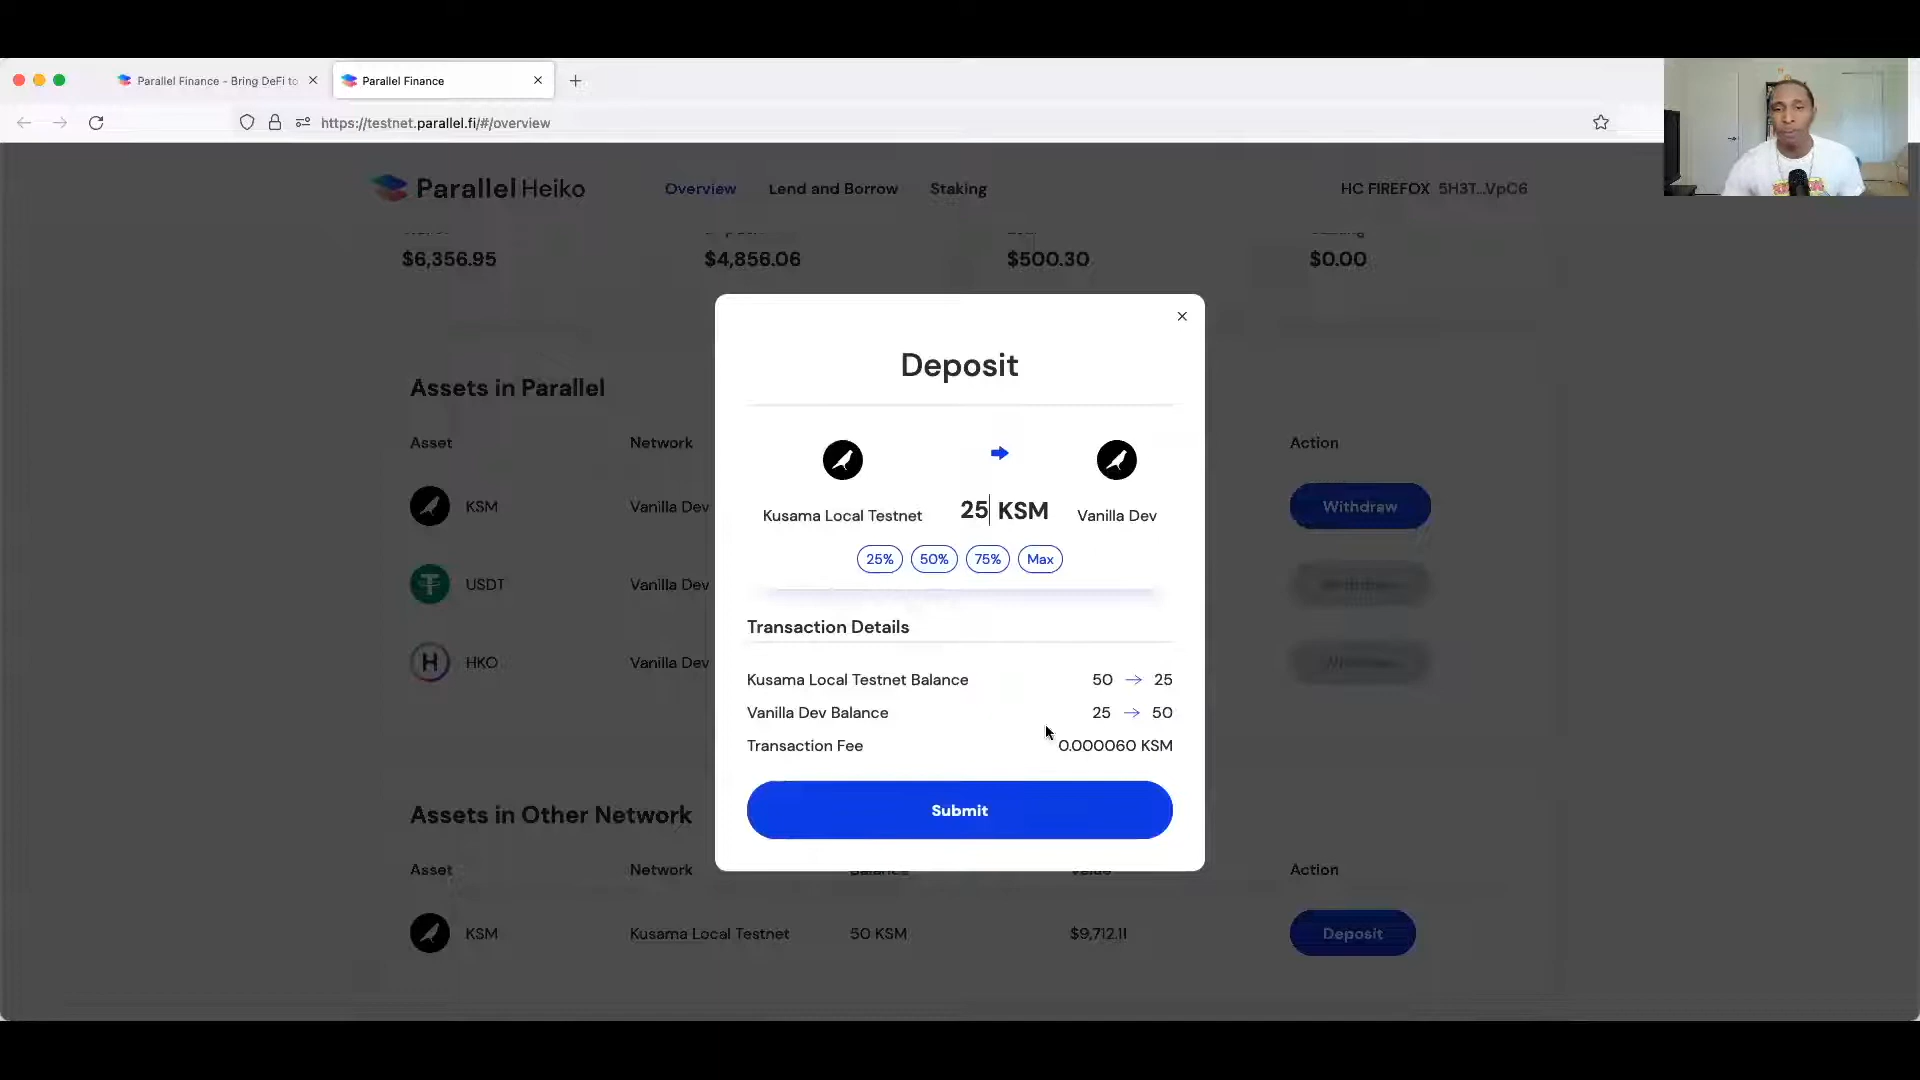 Parallel Finance - Bring DeFi to
Parallel Finance
https://testnet.parallel.fi/#/overview
Parallel Heiko
Overview
Lend and Borrow
Staking
HC FIREFOX 5H3T...VpC6
$6,356.95
$4,856.06
$500.30
$0.00
Deposit
Kusama Local Testnet
25 KSM
Vanilla Dev
25%
50%
75%
Max
Transaction Details
Kusama Local Testnet Balance 50 → 25
Vanilla Dev Balance 25 → 50
Transaction Fee 0.000060 KSM
Submit
Assets in Parallel
Asset Network Action
KSM Vanilla Dev Withdraw
USDT Vanilla Dev
HKO Vanilla Dev
Assets in Other Network
Asset Network Balance Value Action
KSM Kusama Local Testnet 50 KSM $9,712.11 Deposit